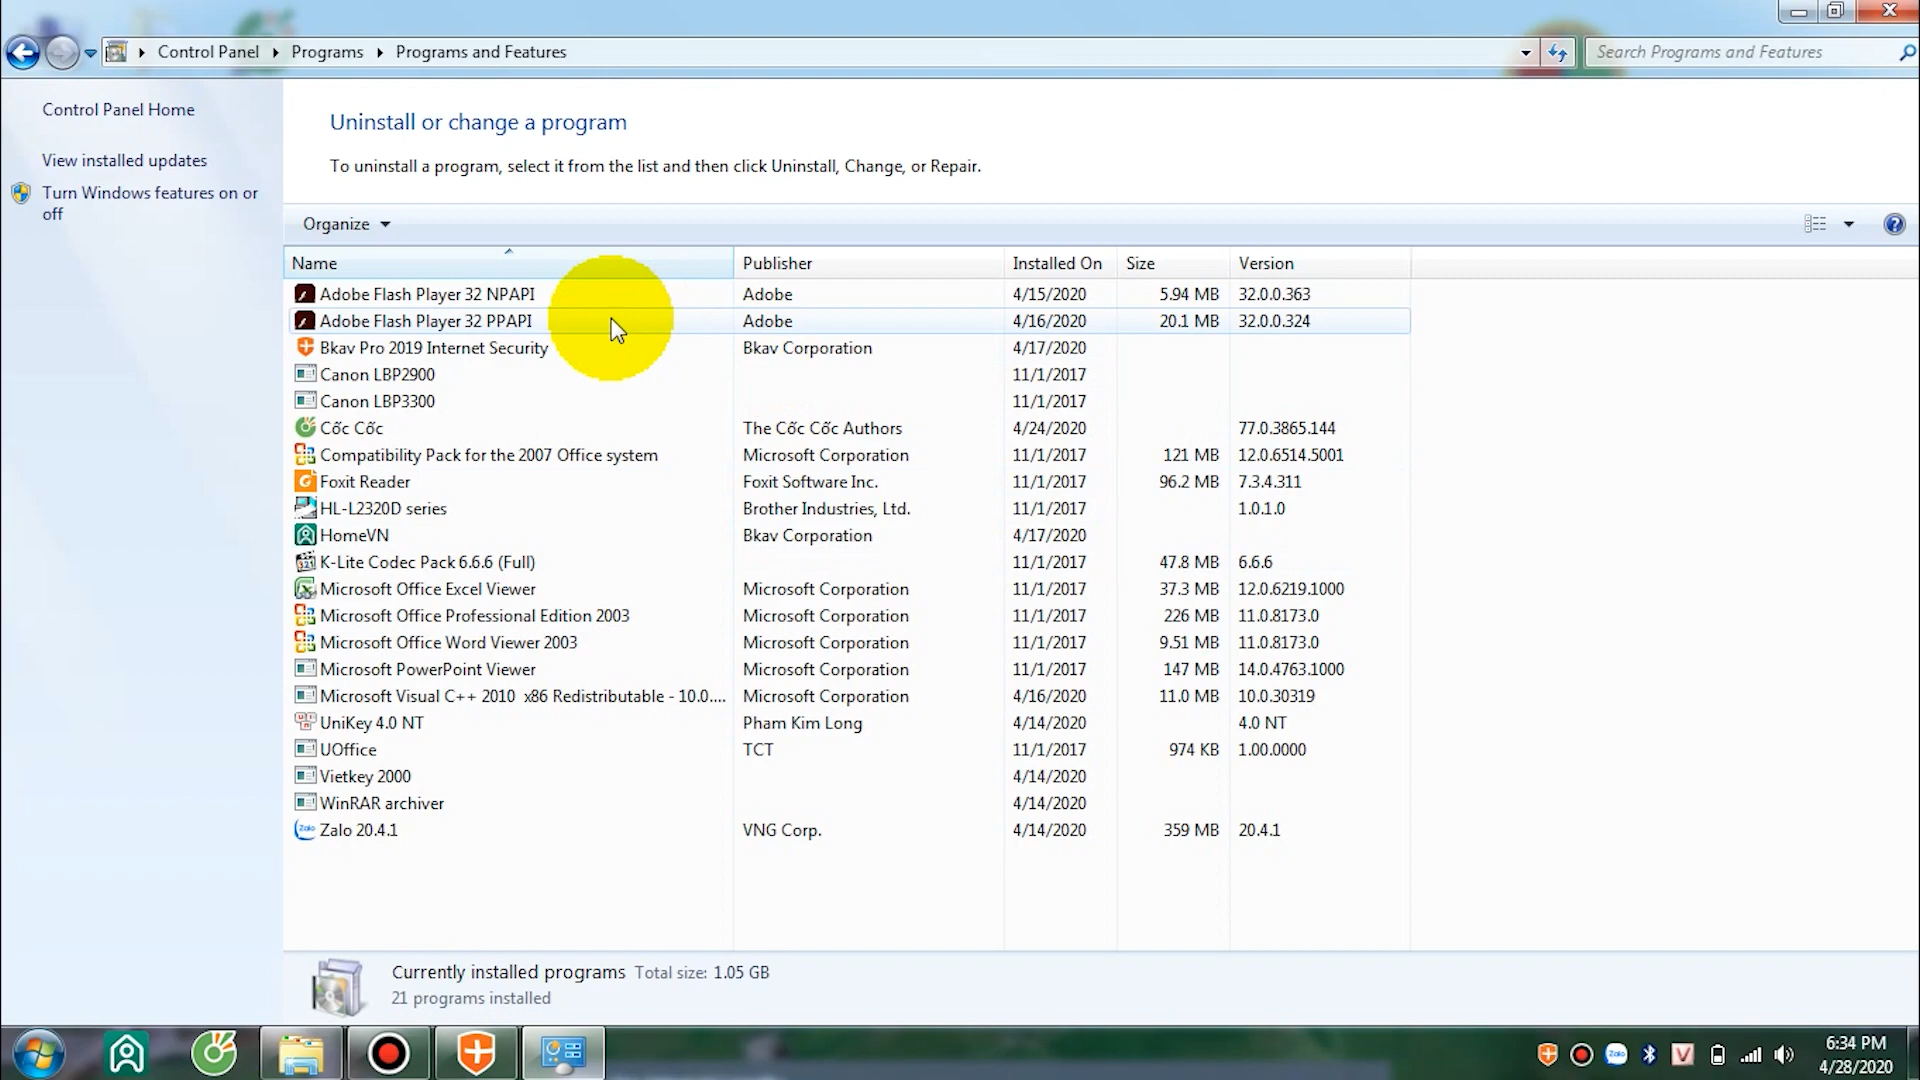 Control Panel Programs Programs and Features
Search Programs and Features
Control Panel Home
View installed updates
Turn Windows features on or
off
Uninstall or change a program
To uninstall a program, select it from the list and then click Uninstall, Change, or Repair.
Organize
Name Publisher Installed On Size Version
Adobe Flash Player 32 NPAPI Adobe 4/15/2020 5.94 MB 32.0.0.363
Adobe Flash Player 32 PPAPI Adobe 4/16/2020 20.1 MB 32.0.0.324
Bkav Pro 2019 Internet Security Bkav Corporation 4/17/2020
Canon LBP2900 11/1/2017
Canon LBP3300 11/1/2017
Cốc Cốc The Cốc Cốc Authors 4/24/2020 77.0.3865.144
Compatibility Pack for the 2007 Office system Microsoft Corporation 11/1/2017 121 MB 12.0.6514.5001
Foxit Reader Foxit Software Inc. 11/1/2017 96.2 MB 7.3.4.311
HL-L2320D series Brother Industries, Ltd. 11/1/2017 1.0.1.0
HomeVN Bkav Corporation 4/17/2020
K-Lite Codec Pack 6.6.6 (Full) 11/1/2017 47.8 MB 6.6.6
Microsoft Office Excel Viewer Microsoft Corporation 11/1/2017 37.3 MB 12.0.6219.1000
Microsoft Office Professional Edition 2003 Microsoft Corporation 11/1/2017 226 MB 11.0.8173.0
Microsoft Office Word Viewer 2003 Microsoft Corporation 11/1/2017 9.51 MB 11.0.8173.0
Microsoft PowerPoint Viewer Microsoft Corporation 11/1/2017 147 MB 14.0.4763.1000
Microsoft Visual C++ 2010 x86 Redistributable - 10.0.... Microsoft Corporation 4/16/2020 11.0 MB 10.0.30319
UniKey 4.0 NT Pham Kim Long 4/14/2020 4.0 NT
UOffice TCT 11/1/2017 974 KB 1.00.0000
Vietkey 2000 4/14/2020
WinRAR archiver 4/14/2020
Zalo 20.4.1 VNG Corp. 4/14/2020 359 MB 20.4.1
Currently installed programs Total size: 1.05 GB
21 programs installed
Zalo
V
6:34 PM
4/28/2020